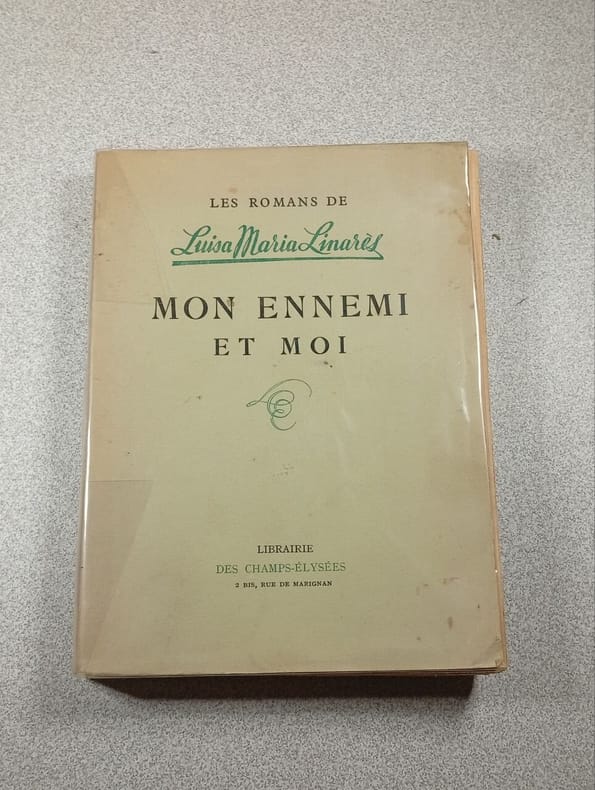 LES ROMANS DE
Luisa Maria Linarès
MON ENNEMI
ET MOI
LIBRAIRIE
DES CHAMPS-ÉLYSÉES
2 BIS, RUE DE MARIGNAN